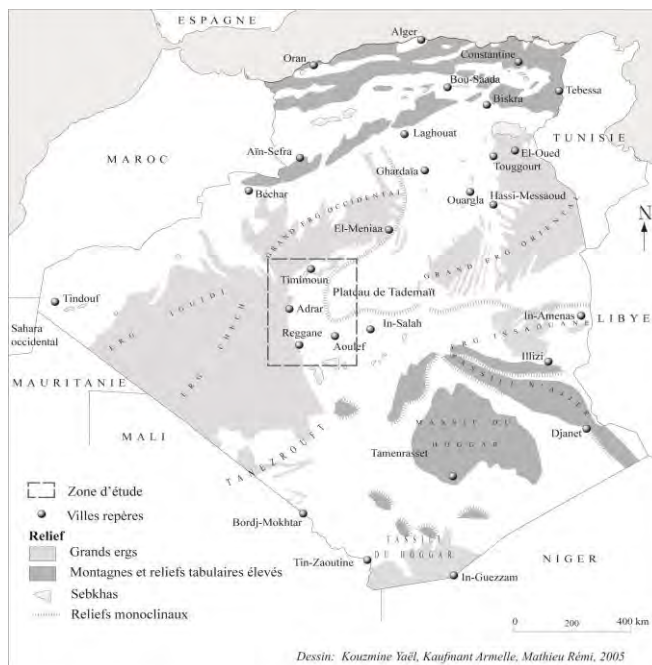 ESPAGNE
Alger
Oran
Constantine
Bou-Saâda
Tebessa
Biskra
TUNISIE
Laghouat
MAROC
Aïn-Sefra
El-Oued
Touggourt
Ghardaïa
Béchar
Ouargla
Hassi-Messaoud
GRAND ERG OCCIDENTAL
El-Meniaa
N
GRAND ERG ORIENTAL
Timimoun
Plateau de Tademaït
Tindouf
ERG IGUIDI
ERG CHECH
Adrar
In-Salah
In-Amenas
LIBYE
Sahara
occidental
Reggane
Aoulef
ERG ISSAOUANE
Illizi
MAURITANIE
TASSILI N'AJJER
MALI
MASSIF DU
HOGGAR
Djanet
TANEZROUFT
Tamenrasset
Zone d'étude
Villes repères
Bordj-Mokhtar
Relief
Grands ergs
TASSILI
DU HOGGAR
NIGER
Montagnes et reliefs tabulaires élevés
Tin-Zaoutine
In-Guezzam
Sebkhas
Reliefs monoclinaux
0 200 400 km
Dessin: Kouzmine Yaël, Kaufmant Armelle, Mathieu Rémi, 2005